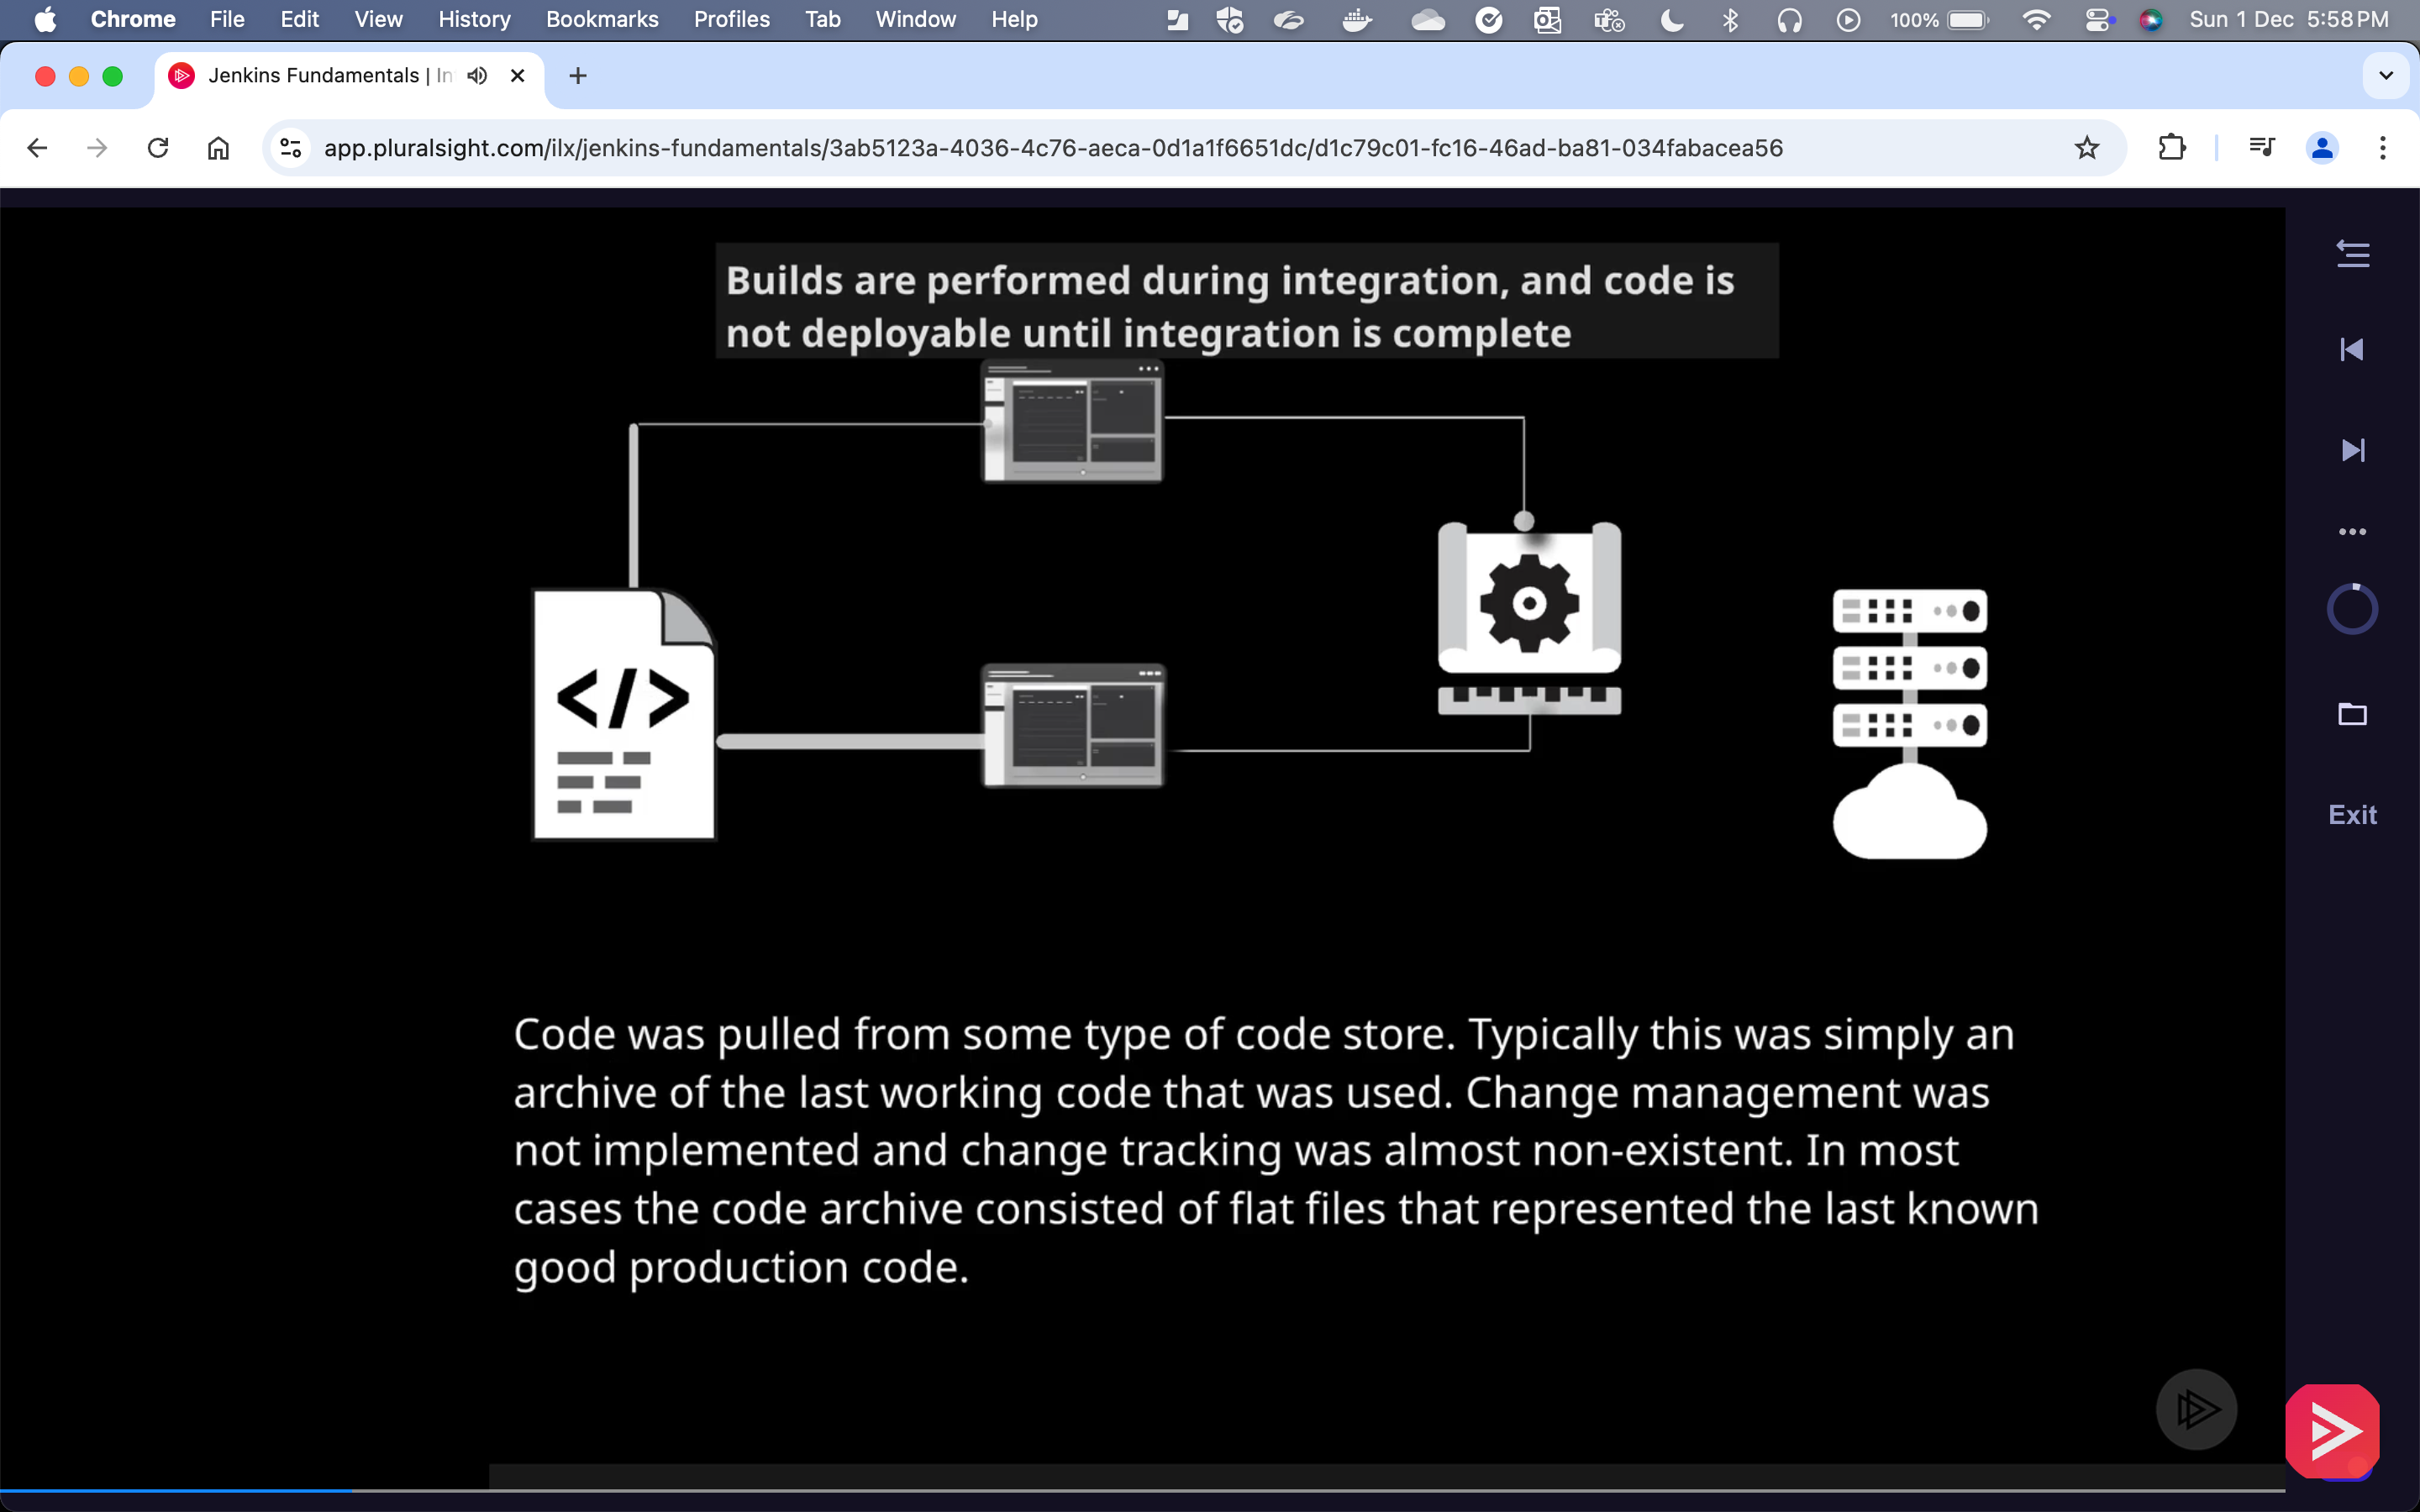 Chrome File Edit View History Bookmarks Profiles Tab Window Help 100% Sun 1 Dec 5:58 PM
Jenkins Fundamentals | In
app.pluralsight.com/ilx/jenkins-fundamentals/3ab5123a-4036-4c76-aeca-0d1a1f6651dc/d1c79c01-fc16-46ad-ba81-034fabacea56
Builds are performed during integration, and code is
not deployable until integration is complete
</>
Exit
Code was pulled from some type of code store. Typically this was simply an
archive of the last working code that was used. Change management was
not implemented and change tracking was almost non-existent. In most
cases the code archive consisted of flat files that represented the last known
good production code.